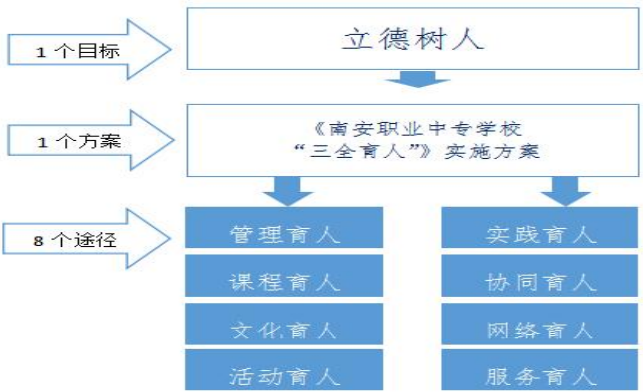 1 个目标
立德树人
1 个方案
《南安职业中专学校
“三全育人”》实施方案
8 个途径
管理育人
实践育人
课程育人
协同育人
文化育人
网络育人
活动育人
服务育人